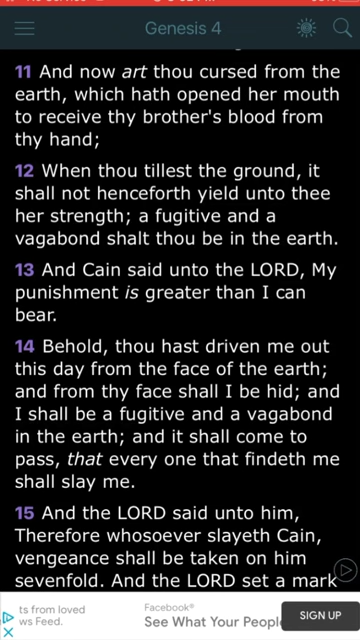 Genesis 4
11 And now art thou cursed from the
earth, which hath opened her mouth
to receive thy brother's blood from
thy hand;
12 When thou tillest the ground, it
shall not henceforth yield unto thee
her strength; a fugitive and a
vagabond shalt thou be in the earth.
13 And Cain said unto the LORD, My
punishment is greater than I can
bear.
14 Behold, thou hast driven me out
this day from the face of the earth;
and from thy face shall I be hid; and
I shall be a fugitive and a vagabond
in the earth; and it shall come to
pass, that every one that findeth me
shall slay me.
15 And the LORD said unto him,
Therefore whosoever slayeth Cain,
vengeance shall be taken on him
sevenfold. And the LORD set a mark
ts from loved
ws Feed.
Facebook®
See What Your People
SIGN UP